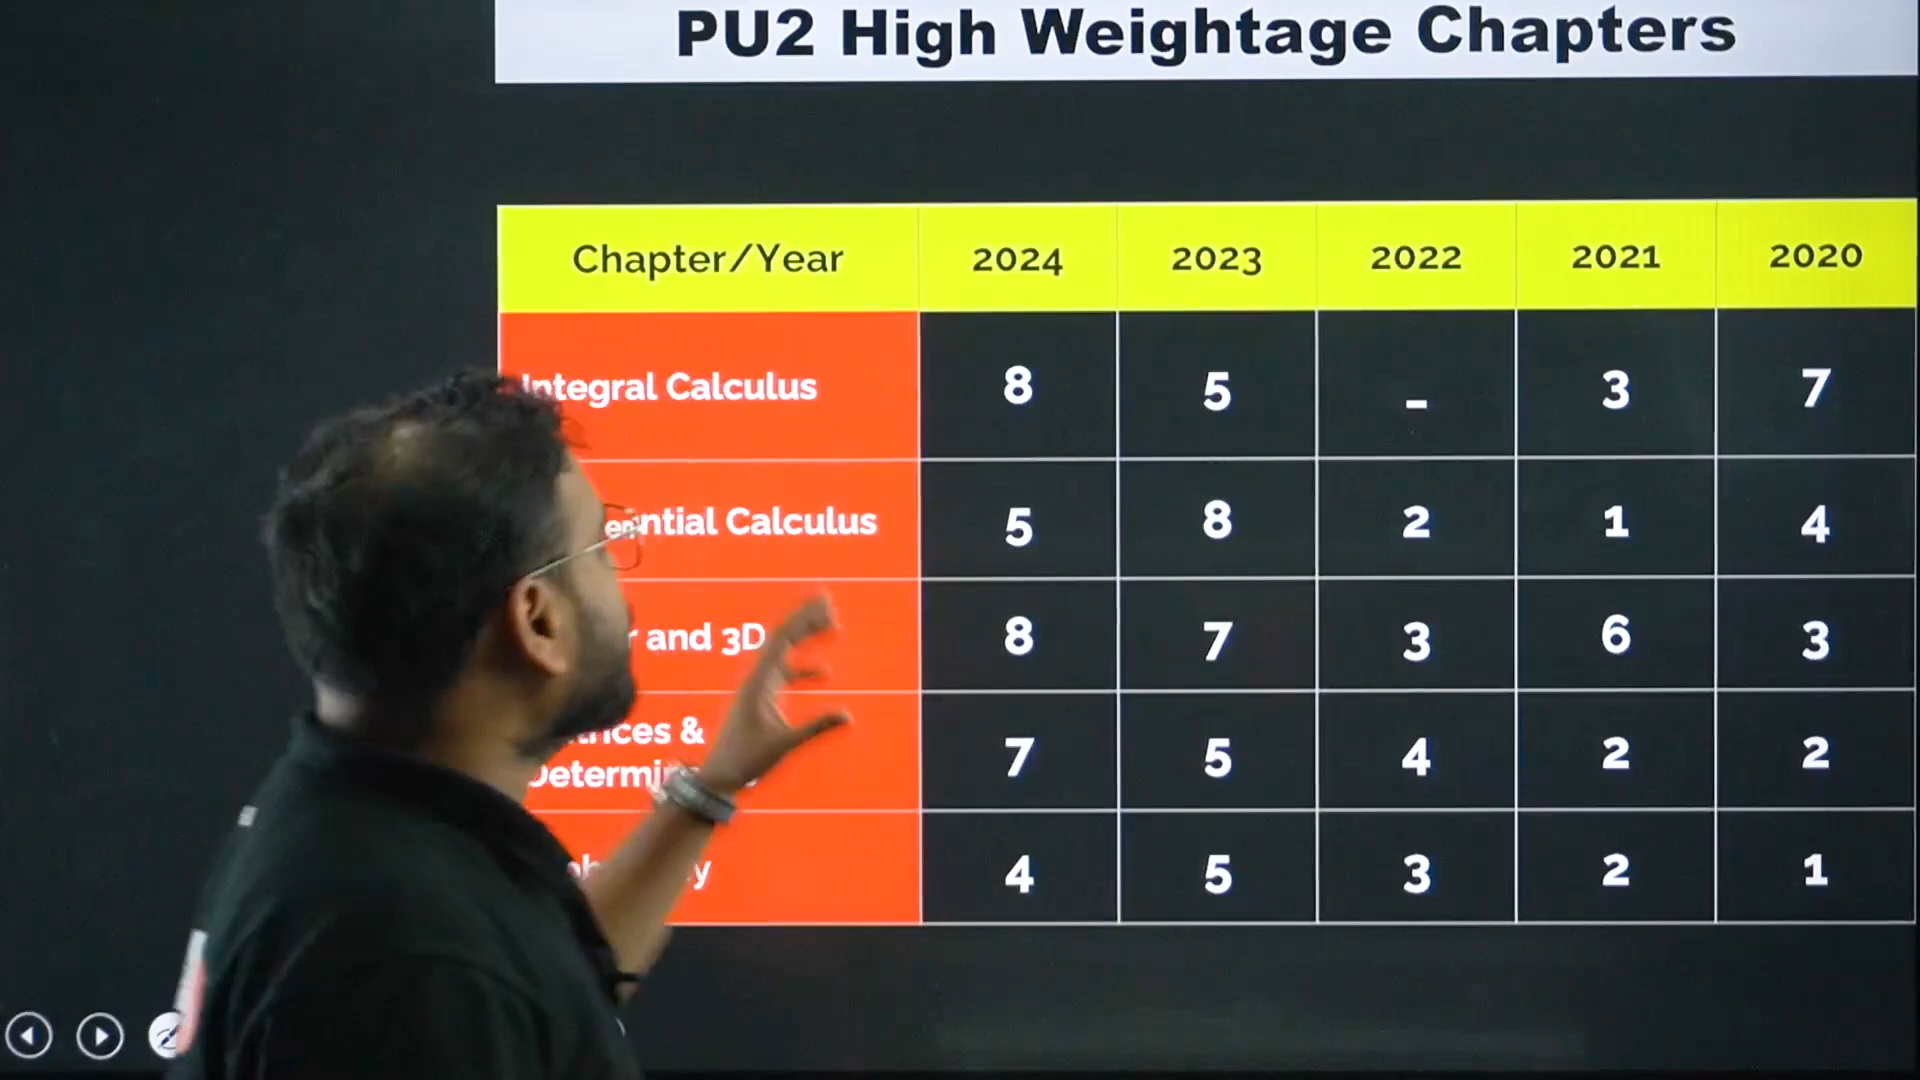 PU2 High Weightage Chapters
Chapter/Year 2024 2023 2022 2021 2020
Integral Calculus 8 5 - 3 7
Calculus 5 8 2 1 4
and 3D 8 7 3 6 3
&
7 5 4 2 2
4 5 3 2 1